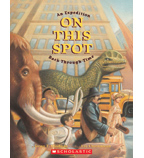 An Expedition
ON
THIS
SPOT
Back Through Time
SCHOLASTIC